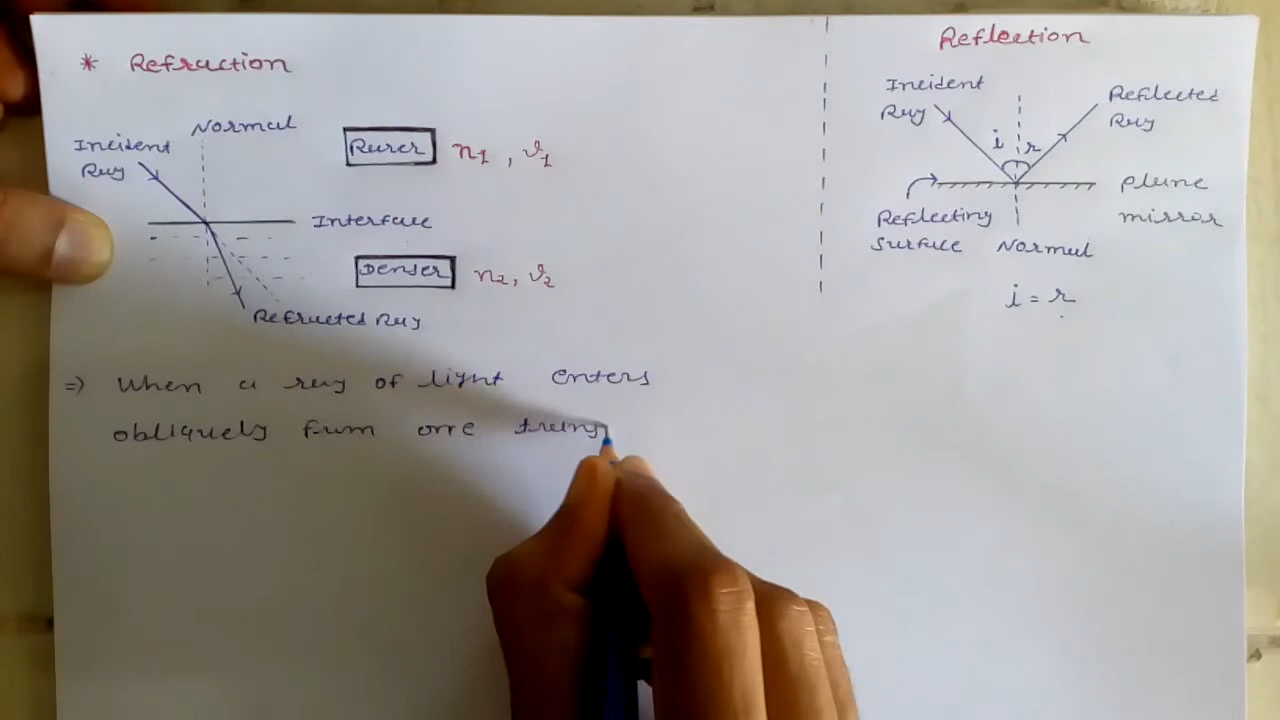 * Refraction
Normal
Incident
Ray
Rarer n1, v1
Interface
Denser n2, v2
Refracted Ray
=) When a ray of light enters
obliquely from one trans
Reflection
Incident
Ray
Reflected
Ray
i r
plane
mirror
Reflecting
surface
Normal
i = r